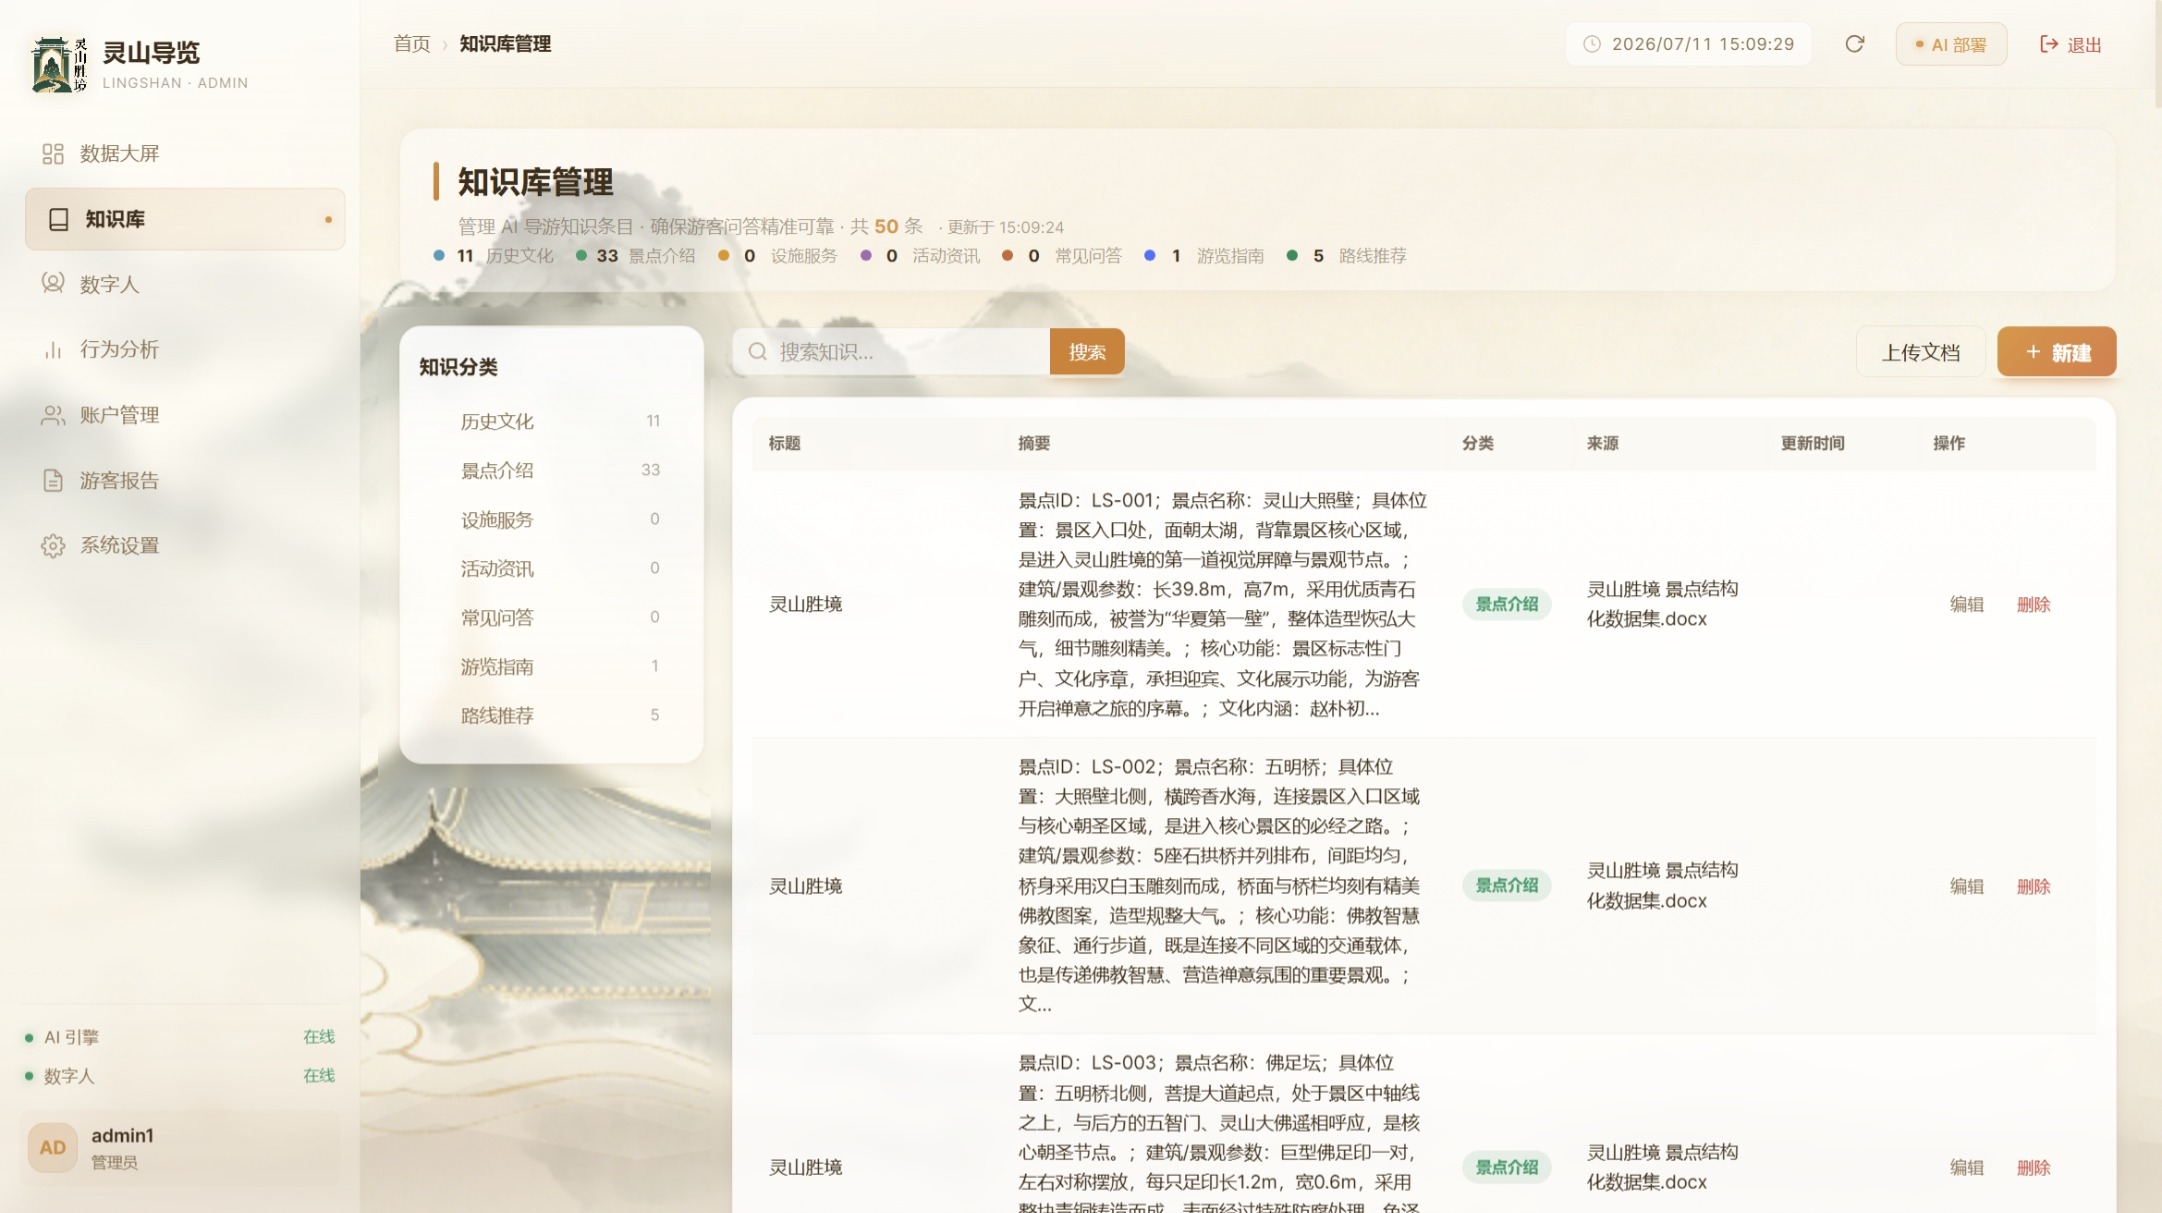 灵山胜境
灵山导览
LINGSHAN · ADMIN
数据大屏
知识库
数字人
行为分析
账户管理
游客报告
系统设置
AI 引擎 在线
数字人 在线
AD
admin1
管理员
首页 › 知识库管理
2026/07/11 15:09:29
AI 部署
退出
知识库管理
管理 AI 导游知识条目 · 确保游客问答精准可靠 · 共 50 条 · 更新于 15:09:24
11 历史文化 33 景点介绍 0 设施服务 0 活动资讯 0 常见问答 1 游览指南 5 路线推荐
知识分类
历史文化 11
景点介绍 33
设施服务 0
活动资讯 0
常见问答 0
游览指南 1
路线推荐 5
搜索知识...
搜索
上传文档
+ 新建
标题 摘要 分类 来源 更新时间 操作
灵山胜境
景点ID：LS-001；景点名称：灵山大照壁；具体位
置：景区入口处，面朝太湖，背靠景区核心区域，
是进入灵山胜境的第一道视觉屏障与景观节点。；
建筑/景观参数：长39.8m，高7m，采用优质青石
雕刻而成，被誉为“华夏第一壁”，整体造型恢弘大
气，细节雕刻精美。；核心功能：景区标志性门
户、文化序章，承担迎宾、文化展示功能，为游客
开启禅意之旅的序幕。；文化内涵：赵朴初...
景点介绍
灵山胜境 景点结构
化数据集.docx
编辑 删除
灵山胜境
景点ID：LS-002；景点名称：五明桥；具体位
置：大照壁北侧，横跨香水海，连接景区入口区域
与核心朝圣区域，是进入核心景区的必经之路。；
建筑/景观参数：5座石拱桥并列排布，间距均匀，
桥身采用汉白玉雕刻而成，桥面与桥栏均刻有精美
佛教图案，造型规整大气。；核心功能：佛教智慧
象征、通行步道，既是连接不同区域的交通载体，
也是传递佛教智慧、营造禅意氛围的重要景观。；
文...
景点介绍
灵山胜境 景点结构
化数据集.docx
编辑 删除
灵山胜境
景点ID：LS-003；景点名称：佛足坛；具体位
置：五明桥北侧，菩提大道起点，处于景区中轴线
之上，与后方的五智门、灵山大佛遥相呼应，是核
心朝圣节点。；建筑/景观参数：巨型佛足印一对，
左右对称摆放，每只足印长1.2m，宽0.6m，采用
整块青铜铸造而成，表面经过特殊防腐处理，色泽
景点介绍
灵山胜境 景点结构
化数据集.docx
编辑 删除